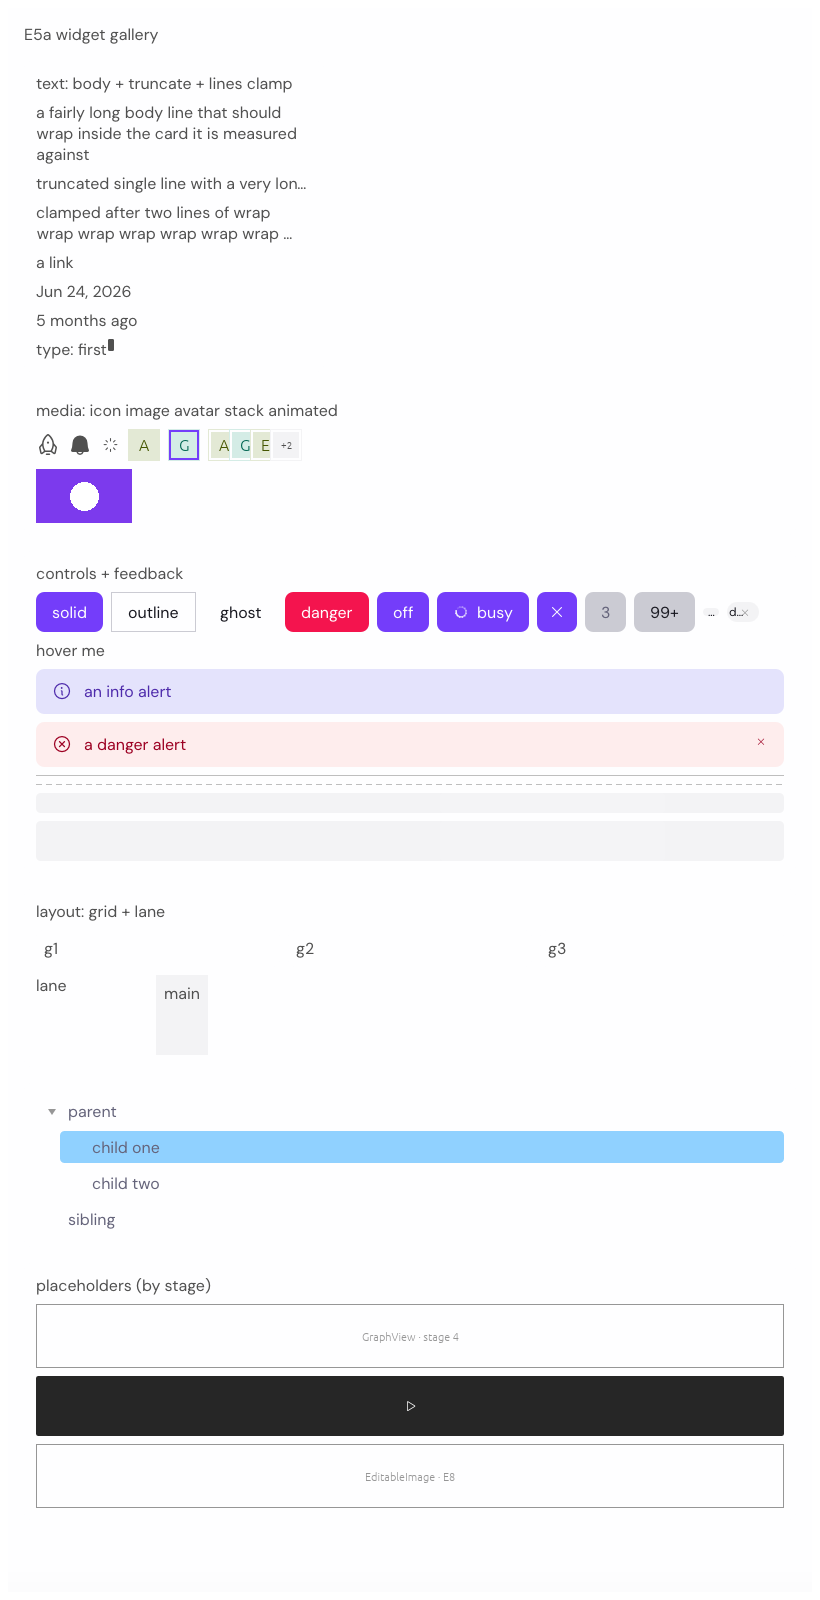 E5a widget gallery
text: body + truncate + lines clamp
a fairly long body line that should
wrap inside the card it is measured
against
truncated single line with a very lon...
clamped after two lines of wrap
wrap wrap wrap wrap wrap wrap ...
a link
Jun 24, 2026
5 months ago
type: first
media: icon image avatar stack animated
A G A G E +2
controls + feedback
solid outline ghost danger off busy 3 99+ ... d...
hover me
an info alert
a danger alert
layout: grid + lane
g1 g2 g3
lane main
parent
child one
child two
sibling
placeholders (by stage)
GraphView · stage 4
EditableImage · E8